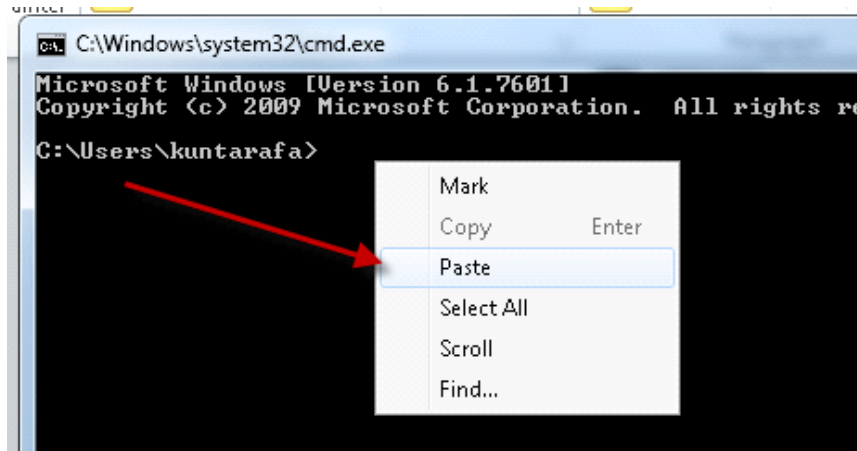 C:\Windows\system32\cmd.exe
Microsoft Windows [Version 6.1.7601]
Copyright (c) 2009 Microsoft Corporation. All rights re
C:\Users\kuntarafa>
Mark
Copy Enter
Paste
Select All
Scroll
Find...